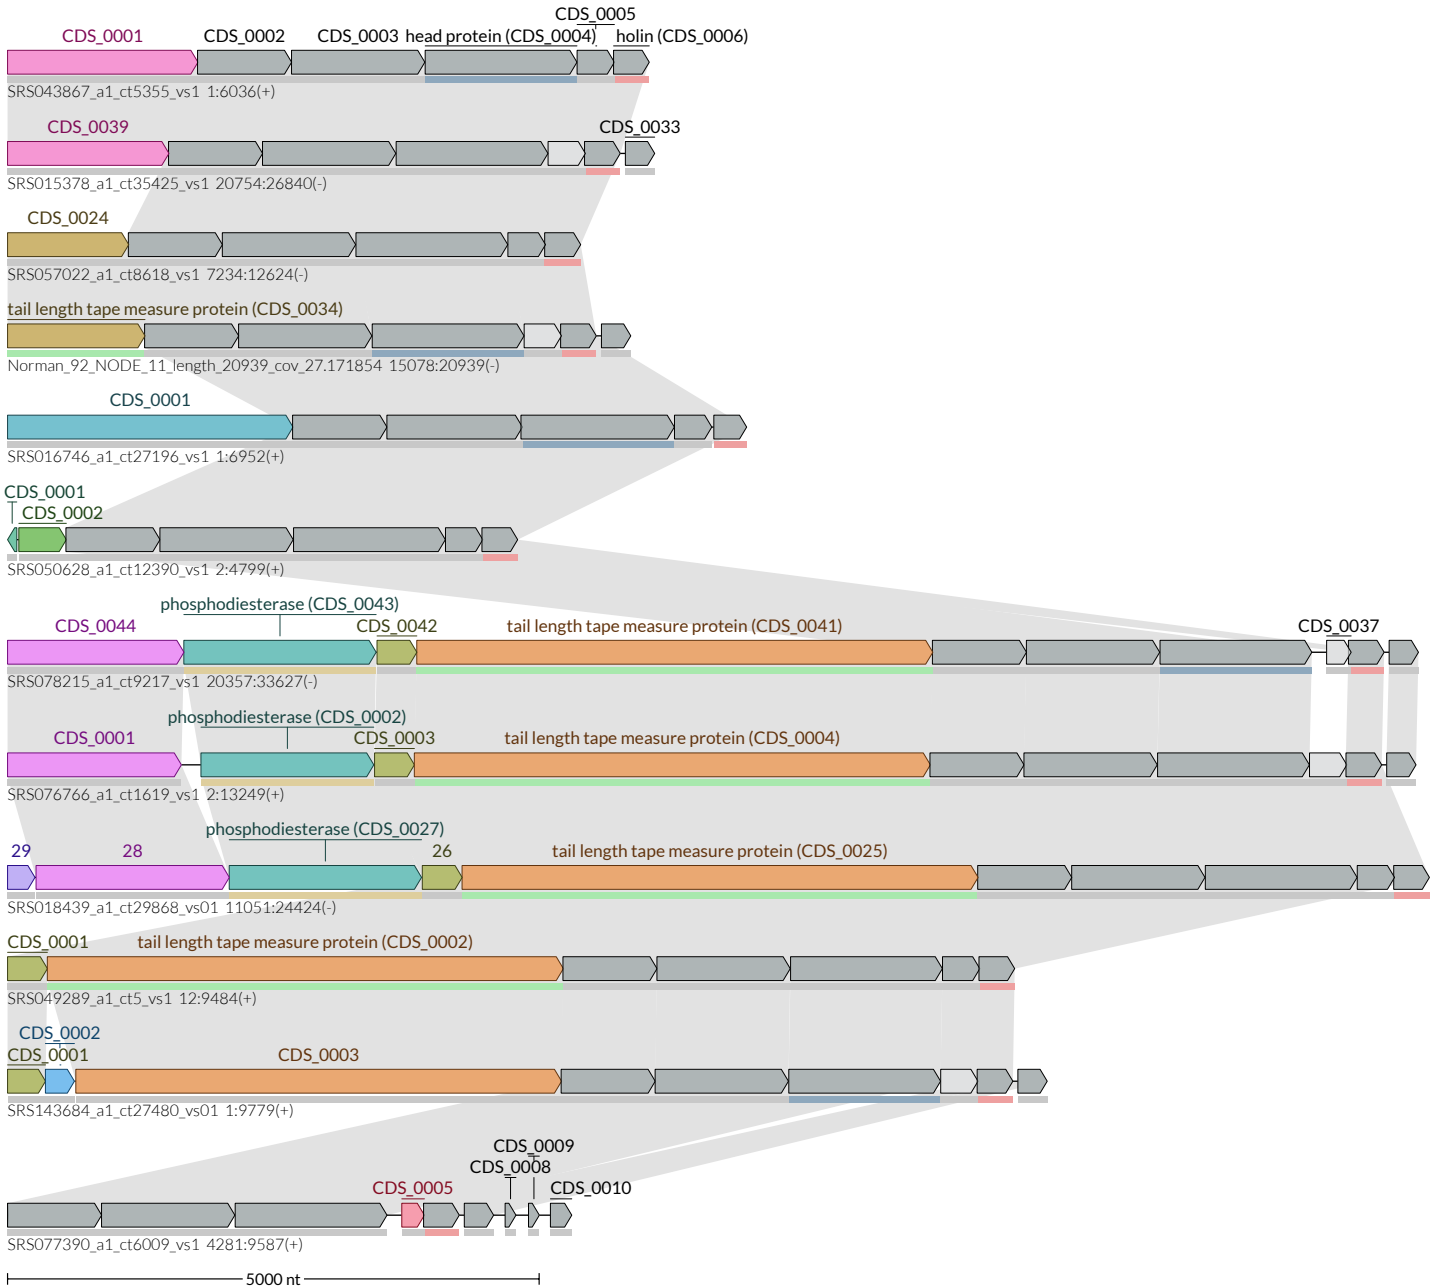 CDS_0005
CDS_0001 CDS_0002 CDS_0003 head protein (CDS_0004) holin (CDS_0006)
SRS043867_a1_ct5355_vs1 1:6036(+)
CDS_0039 CDS_0033
SRS015378_a1_ct35425_vs1 20754:26840(-)
CDS_0024
SRS057022_a1_ct8618_vs1 7234:12624(-)
tail length tape measure protein (CDS_0034)
Norman_92_NODE_11_length_20939_cov_27.171854 15078:20939(-)
CDS_0001
SRS016746_a1_ct27196_vs1 1:6952(+)
CDS_0001
CDS_0002
SRS050628_a1_ct12390_vs1 2:4799(+)
phosphodiesterase (CDS_0043)
CDS_0044 CDS_0042 tail length tape measure protein (CDS_0041) CDS_0037
SRS078215_a1_ct9217_vs1 20357:33627(-)
phosphodiesterase (CDS_0002)
CDS_0001 CDS_0003 tail length tape measure protein (CDS_0004)
SRS076766_a1_ct1619_vs1 2:13249(+)
phosphodiesterase (CDS_0027)
29 28 26 tail length tape measure protein (CDS_0025)
SRS018439_a1_ct29868_vs01 11051:24424(-)
CDS_0001 tail length tape measure protein (CDS_0002)
SRS049289_a1_ct5_vs1 12:9484(+)
CDS_0002
CDS_0001 CDS_0003
SRS143684_a1_ct27480_vs01 1:9779(+)
CDS_0009
CDS_0008
CDS_0005 CDS_0010
SRS077390_a1_ct6009_vs1 4281:9587(+)
5000 nt